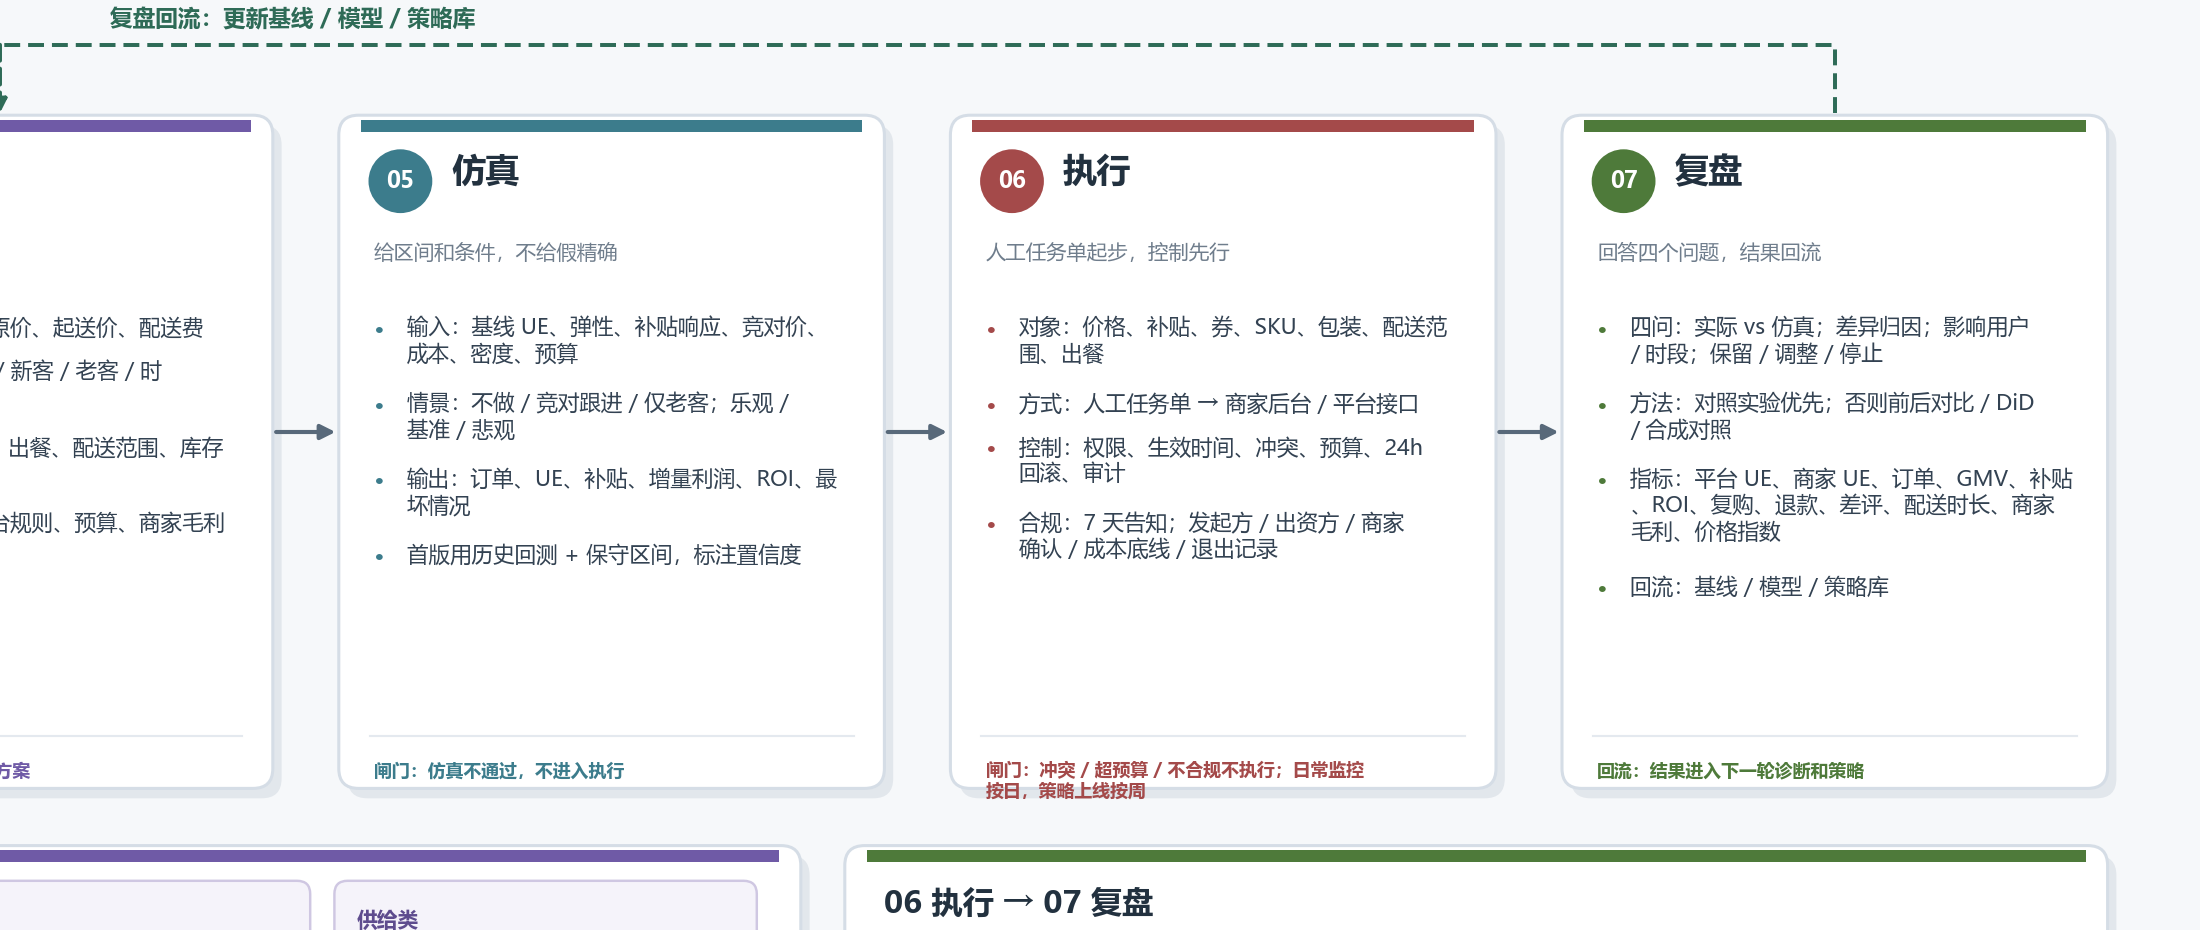 复盘回流：更新基线 / 模型 / 策略库
原价、起送价、配送费
/ 新客 / 老客 / 时
出餐、配送范围、库存
台规则、预算、商家毛利
方案
05 仿真
给区间和条件，不给假精确
• 输入：基线 UE、弹性、补贴响应、竞对价、
成本、密度、预算
• 情景：不做 / 竞对跟进 / 仅老客；乐观 /
基准 / 悲观
• 输出：订单、UE、补贴、增量利润、ROI、最
坏情况
• 首版用历史回测 + 保守区间，标注置信度
闸门：仿真不通过，不进入执行
06 执行
人工任务单起步，控制先行
• 对象：价格、补贴、券、SKU、包装、配送范
围、出餐
• 方式：人工任务单 → 商家后台 / 平台接口
• 控制：权限、生效时间、冲突、预算、24h
回滚、审计
• 合规：7 天告知；发起方 / 出资方 / 商家
确认 / 成本底线 / 退出记录
闸门：冲突 / 超预算 / 不合规不执行；日常监控
按日，策略上线按周
07 复盘
回答四个问题，结果回流
• 四问：实际 vs 仿真；差异归因；影响用户
/ 时段；保留 / 调整 / 停止
• 方法：对照实验优先；否则前后对比 / DiD
/ 合成对照
• 指标：平台 UE、商家 UE、订单、GMV、补贴
、ROI、复购、退款、差评、配送时长、商家
毛利、价格指数
• 回流：基线 / 模型 / 策略库
回流：结果进入下一轮诊断和策略
供给类
06 执行 → 07 复盘